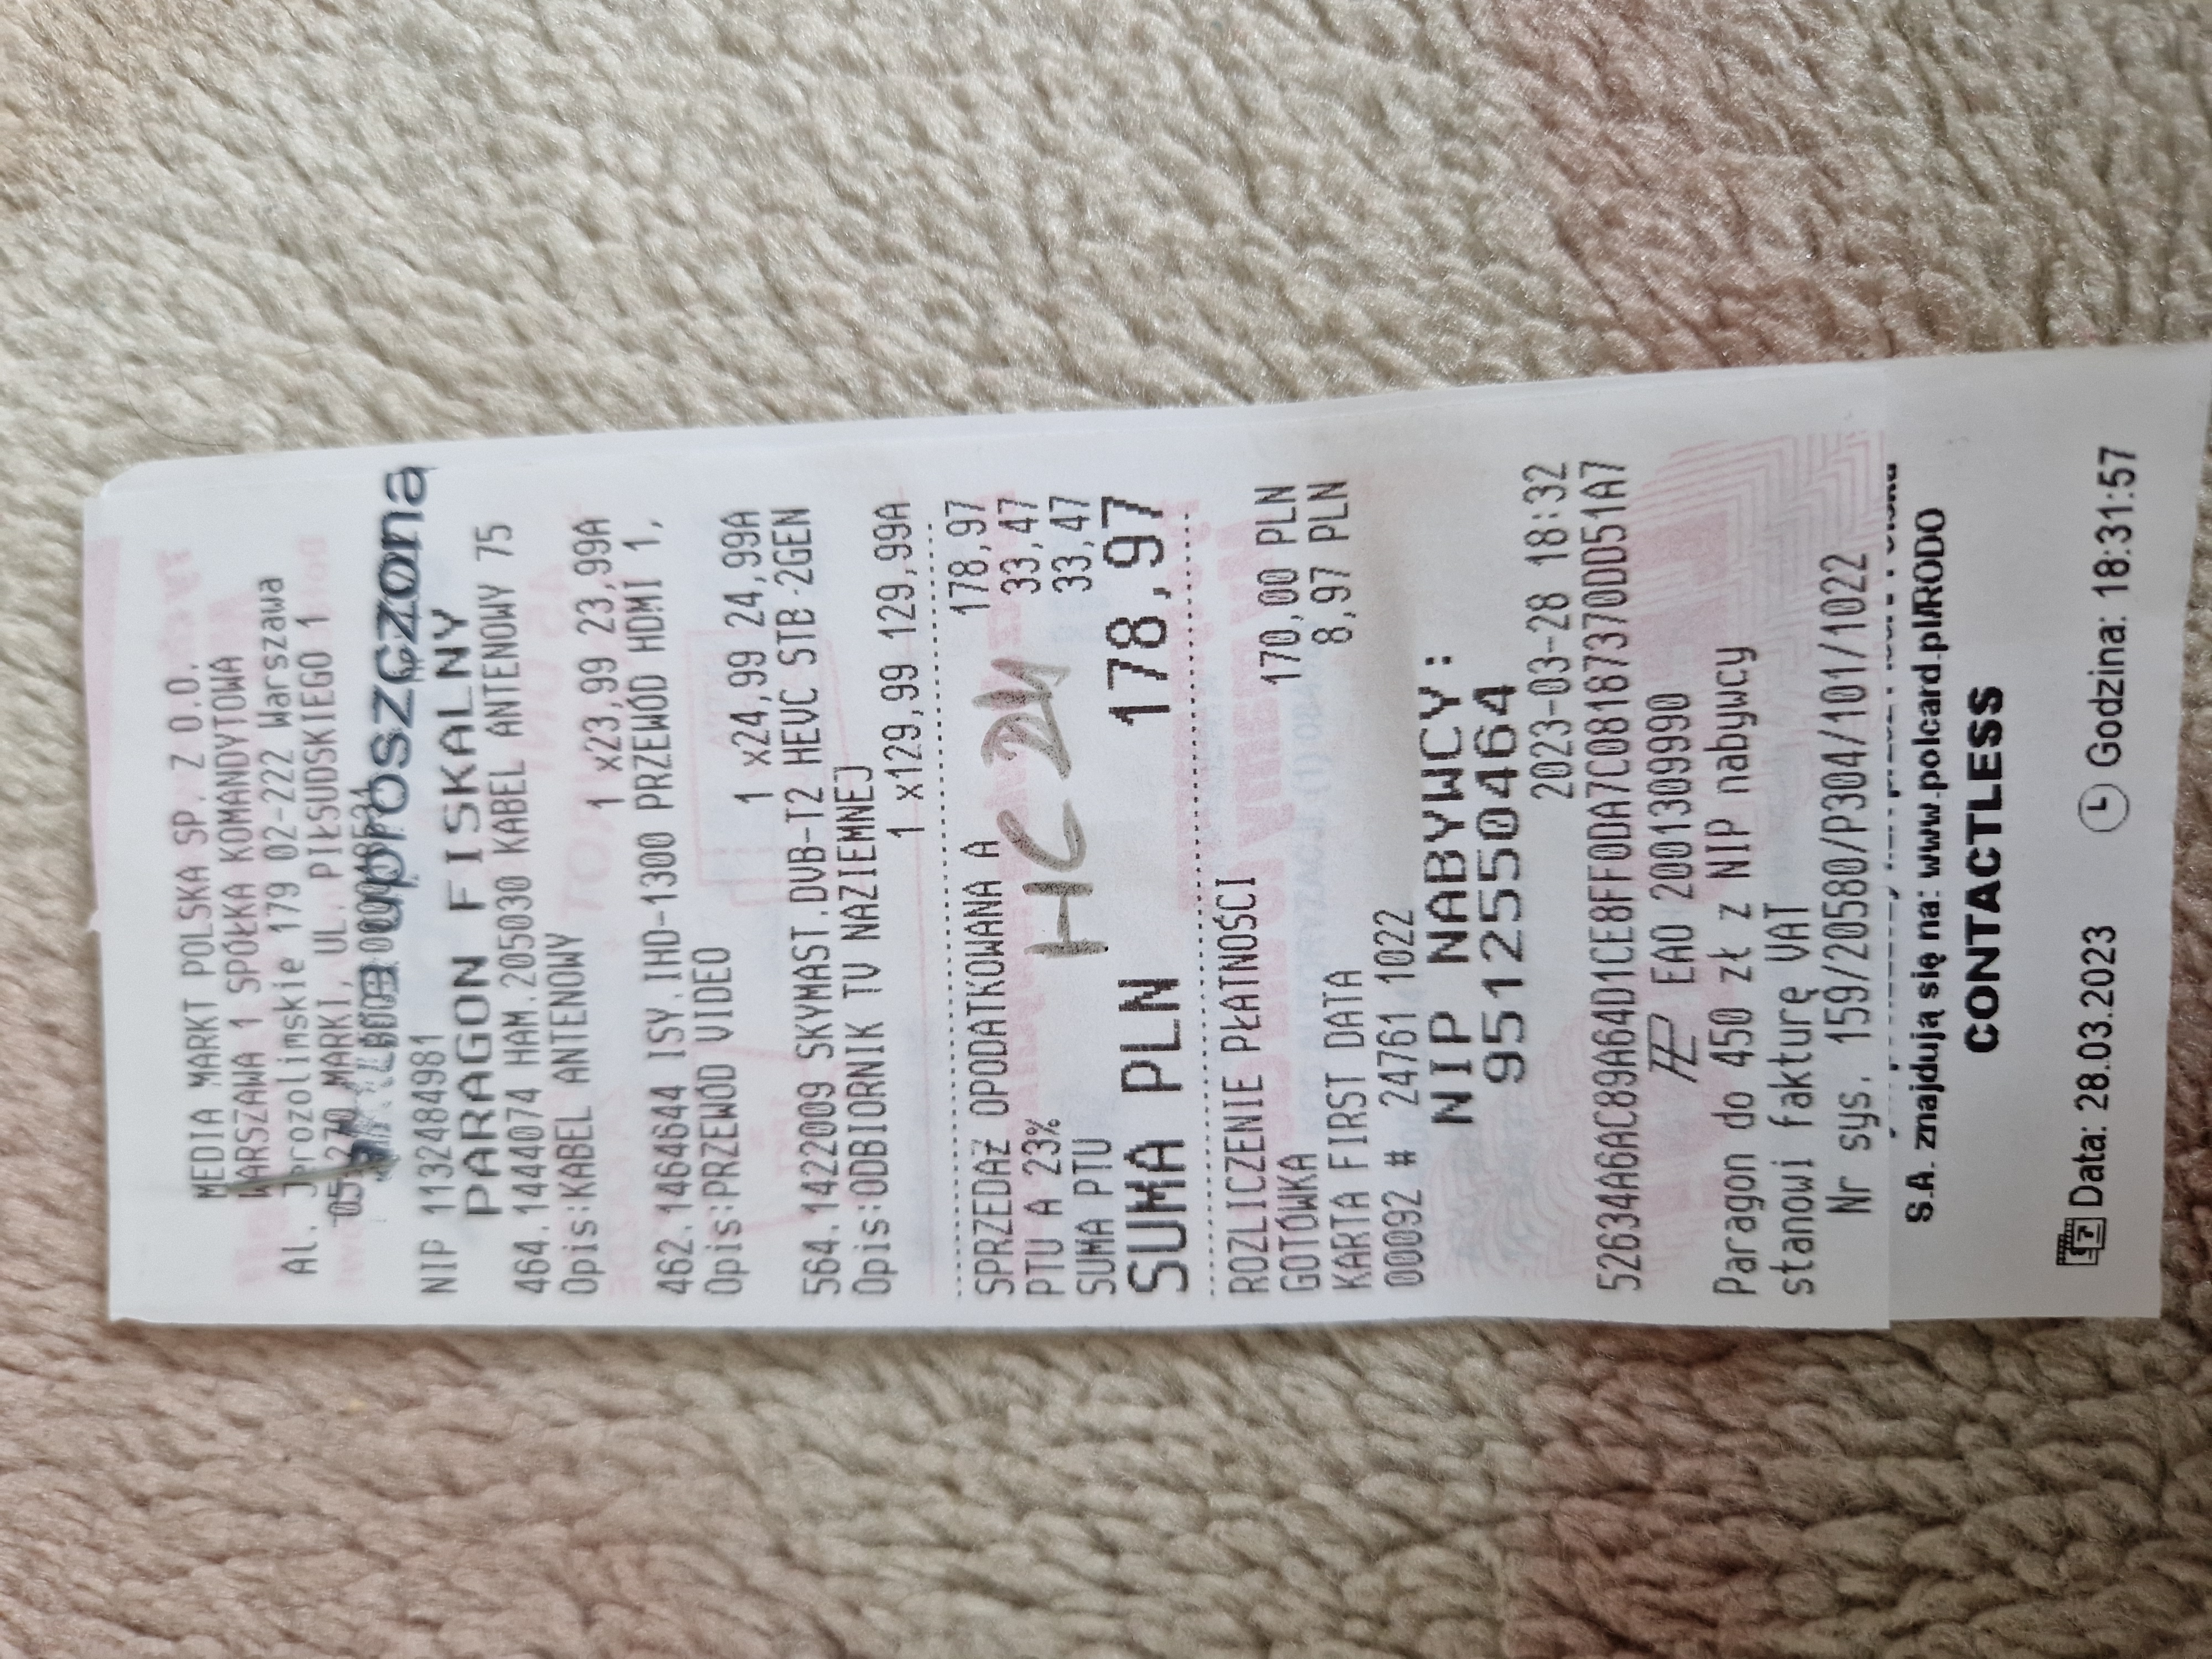 MEDIA MARKT POLSKA SP. Z O.O.
WARSZAWA 1 SPÓŁKA KOMANDYTOWA
Al. Jerozolimskie 179 02-222 Warszawa
05-270 MARKI, UL. PIŁSUDSKIEGO 1
uproszczona
NIP 1132484981
PARAGON FISKALNY
464.1444074 HAM.205030 KABEL ANTENOWY 75
Opis:KABEL ANTENOWY
1 x23,99 23,99A
462.1464644 ISY.IHD-1300 PRZEWÓD HDMI 1,
Opis:PRZEWÓD VIDEO
1 x24,99 24,99A
564.1422009 SKYMAST.DVB-T2 HEVC STB 2GEN
Opis:ODBIORNIK TV NAZIEMNEJ
1 x129,99 129,99A
SPRZEDAŻ OPODATKOWANA A 178,97
PTU A 23% 33,47
HC 24
SUMA PTU 33,47
SUMA PLN 178,97
ROZLICZENIE PŁATNOŚCI
GOTÓWKA 170,00 PLN
KARTA FIRST DATA 8,97 PLN
00092 # 24761 1022
NIP NABYWCY:
9512550464
2023-03-28 18:32
52634A6AC89A64D1CE8FF0DA7C08187370DD51A7
EAO 2001309990
Paragon do 450 zł z NIP nabywcy
stanowi fakturę VAT
Nr sys. 159/20580/P304/101/1022
S.A. znajdują się na: www.polcard.pl/RODO
CONTACTLESS
Data: 28.03.2023 Godzina: 18:31:57